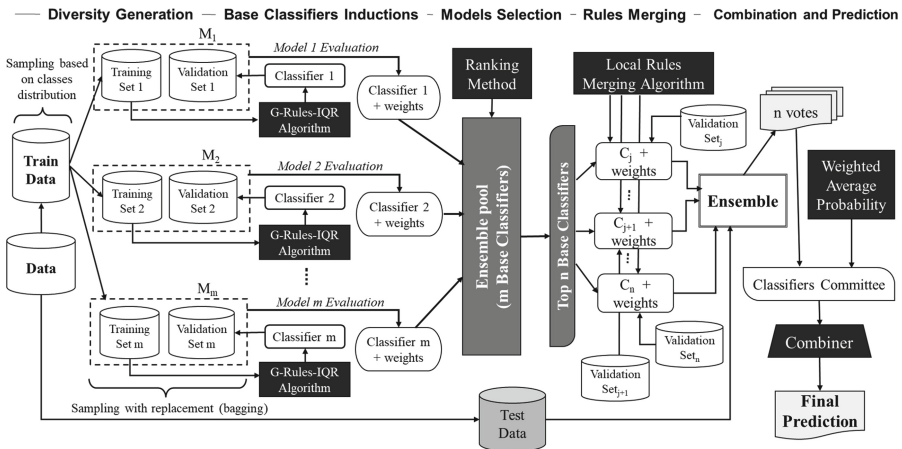 Diversity Generation – Base Classifiers Inductions – Models Selection – Rules Merging – Combination and Prediction
Sampling based
on classes
distribution
Train
Data
Data
M1
Training
Set 1
Validation
Set 1
Model 1 Evaluation
Classifier 1
G-Rules-IQR
Algorithm
Classifier 1
+ weights
M2
Training
Set 2
Validation
Set 2
Model 2 Evaluation
Classifier 2
G-Rules-IQR
Algorithm
Classifier 2
+ weights
Mm
Training
Set m
Validation
Set m
Model m Evaluation
Classifier m
G-Rules-IQR
Algorithm
Classifier m
+ weights
Sampling with replacement (bagging)
Ranking
Method
Ensemble pool
(m Base Classifiers)
Top n Base Classifiers
Local Rules
Merging Algorithm
Validation
Setj
Cj +
weights
...
Cj+1 +
weights
...
Cn +
weights
Validation
Setj+1
Validation
Setn
Test
Data
Ensemble
n votes
Weighted
Average
Probability
Classifiers Committee
Combiner
Final
Prediction